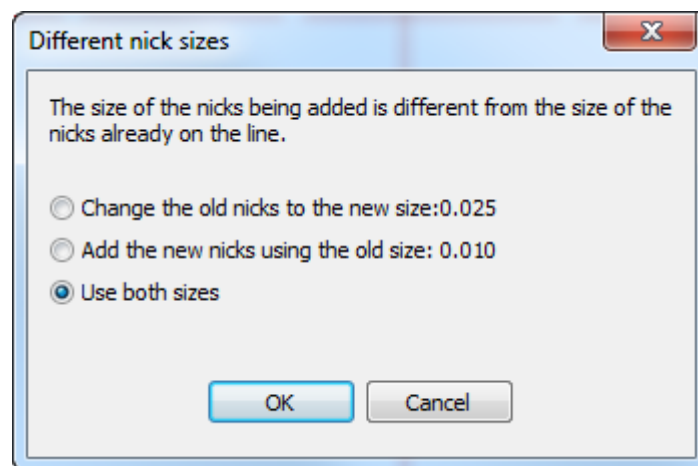 Different nick sizes
The size of the nicks being added is different from the size of the
nicks already on the line.
Change the old nicks to the new size:0.025
Add the new nicks using the old size: 0.010
Use both sizes
OK
Cancel